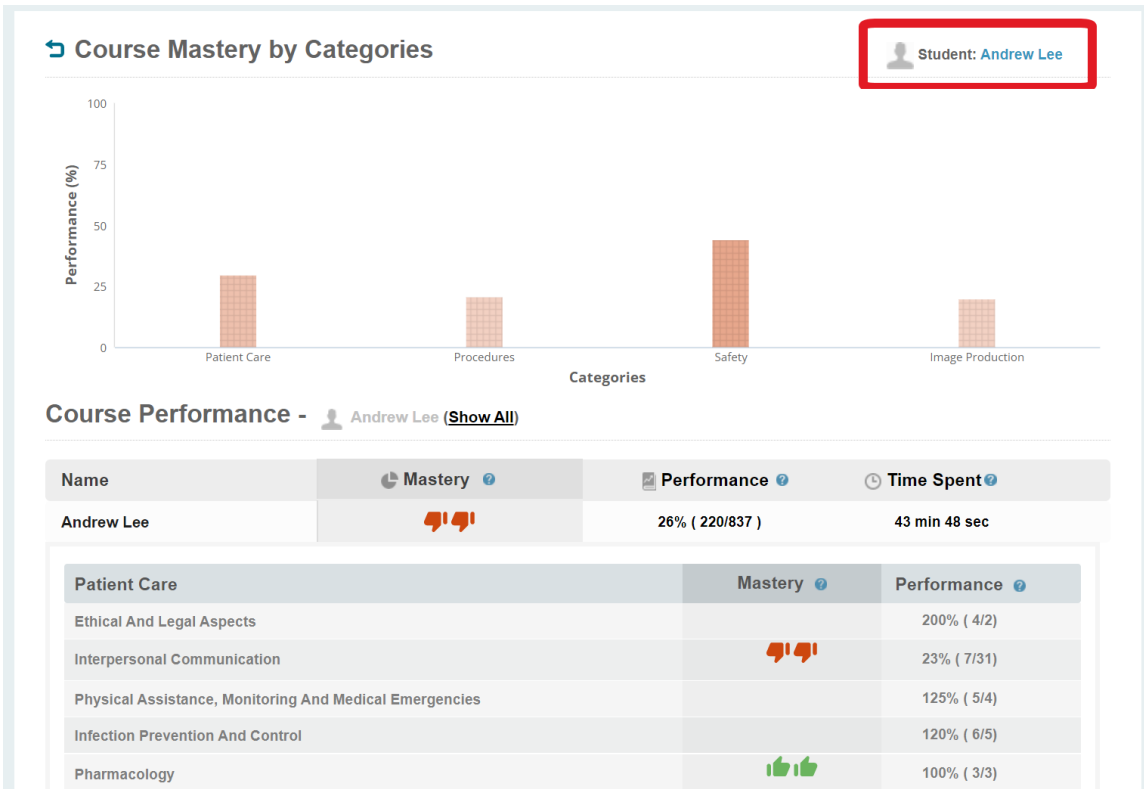 Course Mastery by Categories
Student: Andrew Lee
100
75
50
25
0
Performance (%)
Patient Care Procedures Safety Image Production
Categories
Course Performance - Andrew Lee (Show All)
Name Mastery ? Performance ? Time Spent ?
Andrew Lee 26% ( 220/837 ) 43 min 48 sec
Patient Care Mastery ? Performance ?
Ethical And Legal Aspects 200% ( 4/2)
Interpersonal Communication 23% ( 7/31)
Physical Assistance, Monitoring And Medical Emergencies 125% ( 5/4)
Infection Prevention And Control 120% ( 6/5)
Pharmacology 100% ( 3/3)